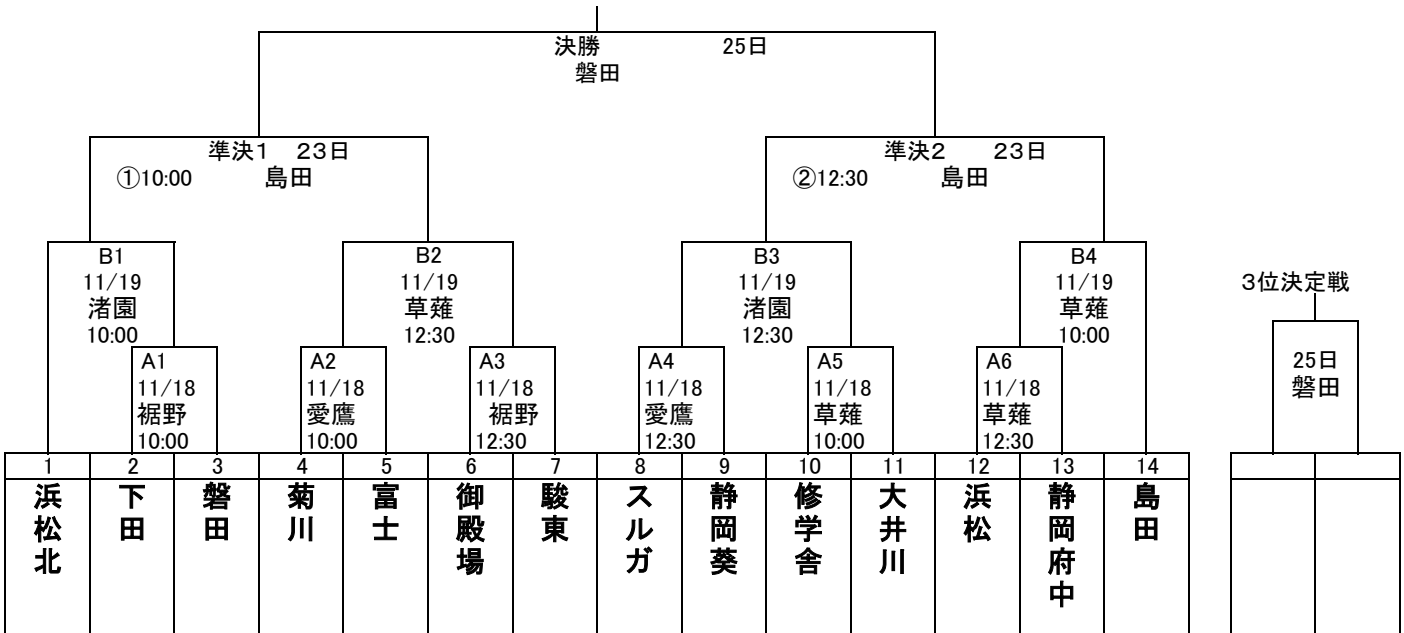 決勝 25日
磐田
準決1 23日
①10:00 島田
準決2 23日
②12:30 島田
B1
11/19
渚園
10:00
B2
11/19
草薙
12:30
B3
11/19
渚園
12:30
B4
11/19
草薙
10:00
3位決定戦
A1
11/18
裾野
10:00
A2
11/18
愛鷹
10:00
A3
11/18
裾野
12:30
A4
11/18
愛鷹
12:30
A5
11/18
草薙
10:00
A6
11/18
草薙
12:30
25日
磐田
1 2 3 4 5 6 7 8 9 10 11 12 13 14
浜松北
下田
磐田
菊川
富士
御殿場
駿東
スルガ
静岡葵
修学舎
大井川
浜松
静岡府中
島田